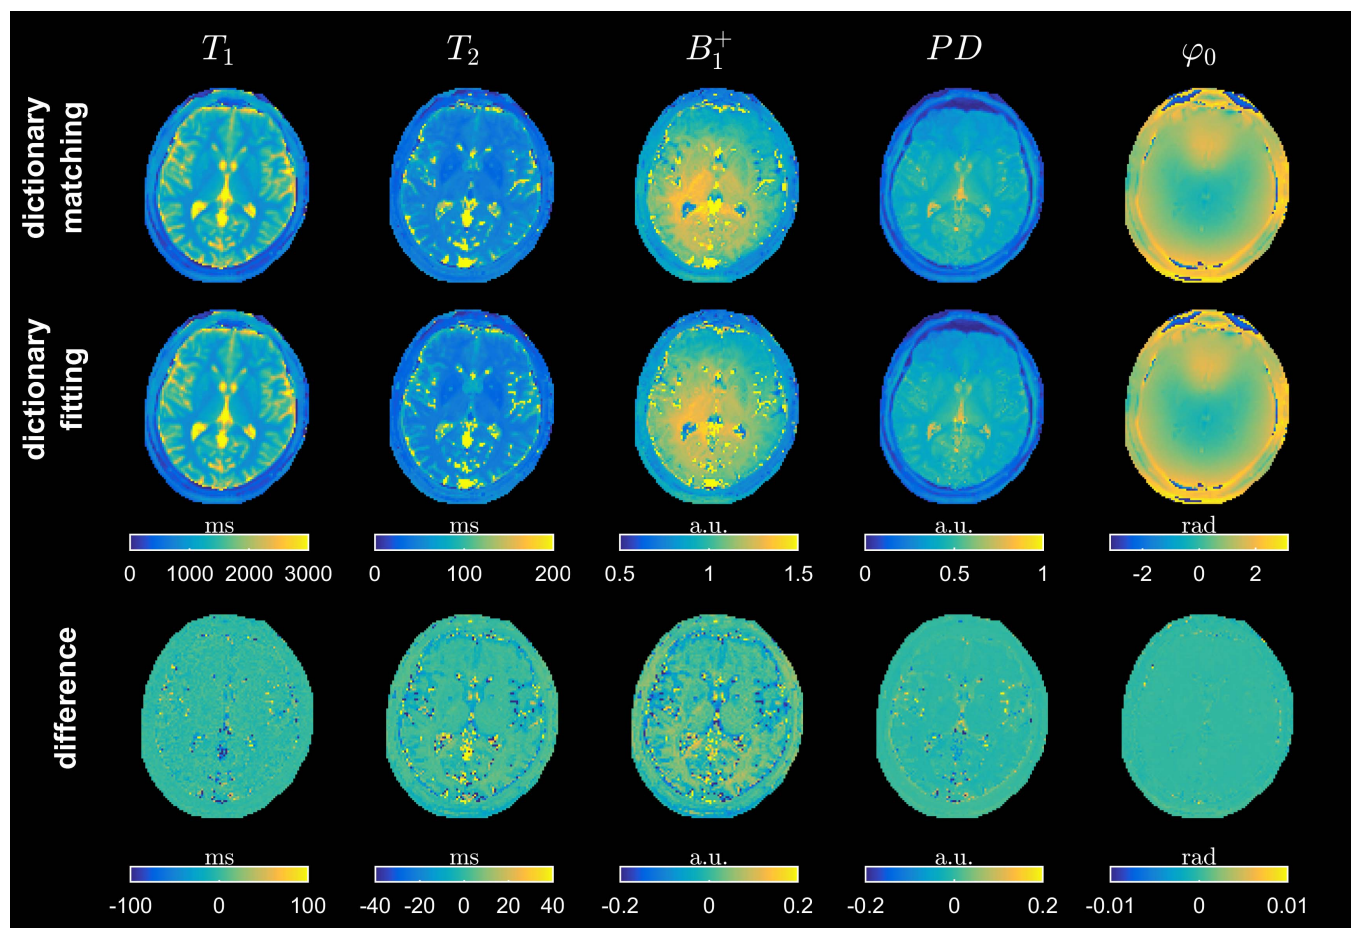 T₁ T₂ B₁⁺ PD φ₀
dictionary
matching
dictionary
fitting
ms ms a.u. a.u. rad
0 1000 2000 3000 0 100 200 0.5 1 1.5 0 0.5 1 -2 0 2
difference
ms ms a.u. a.u. rad
-100 0 100 -40 -20 0 20 40 -0.2 0 0.2 -0.2 0 0.2 -0.01 0 0.01